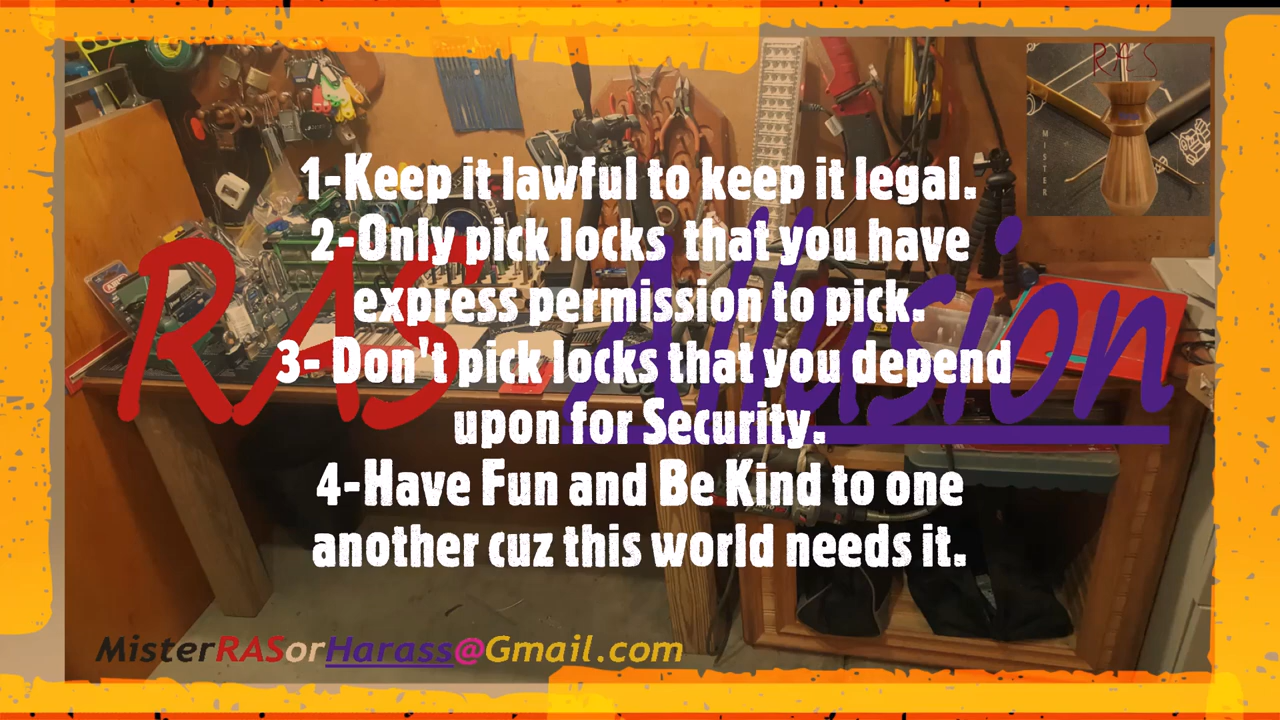 RAS
MISTER
1-Keep it lawful to keep it legal.
2-Only pick locks that you have
express permission to pick.
3- Don't pick locks that you depend
upon for Security.
4-Have Fun and Be Kind to one
another cuz this world needs it.
RAS' Allusion
MisterRASorHarass@Gmail.com